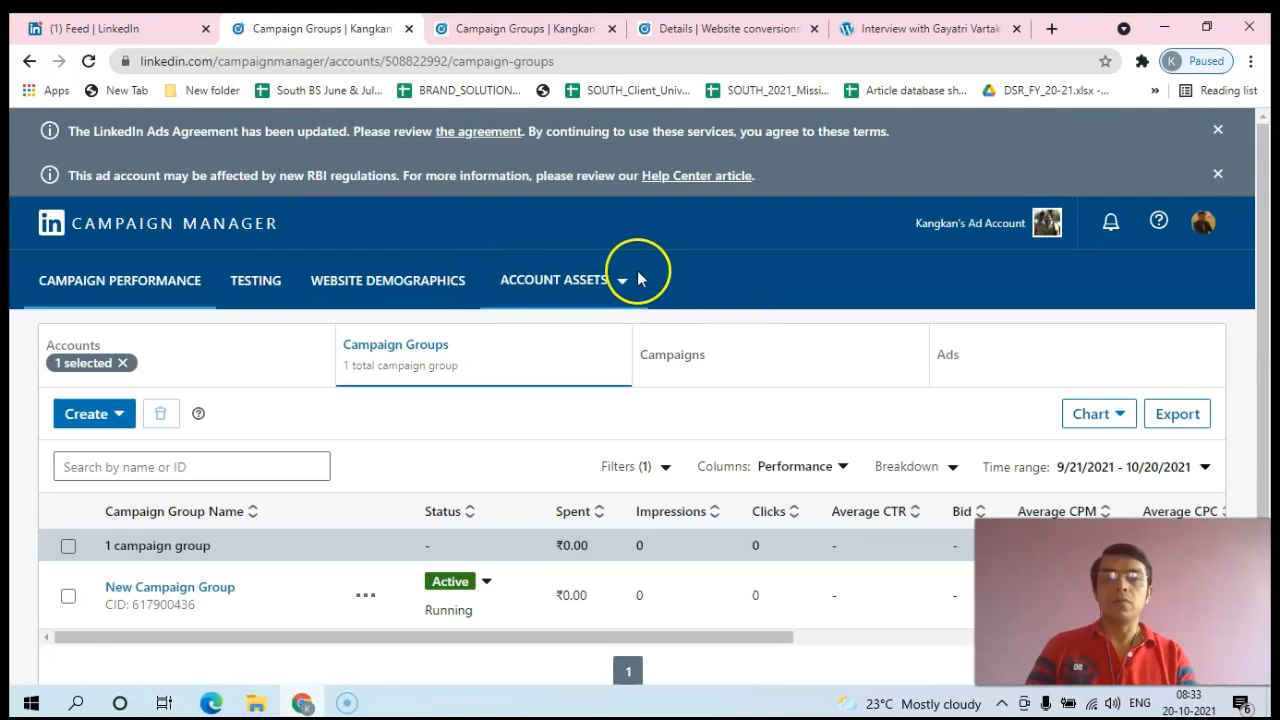 (1) Feed | LinkedIn
Campaign Groups | Kangkan'
Campaign Groups | Kangkan'
Details | Website conversions
Interview with Gayatri Vartak
linkedin.com/campaignmanager/accounts/508822992/campaign-groups
K Paused
Apps
New Tab
New folder
South BS June & Jul...
BRAND_SOLUTION...
SOUTH_Client_Univ...
SOUTH_2021_Missi...
Article database sh...
DSR_FY_20-21.xlsx -...
»
Reading list
The LinkedIn Ads Agreement has been updated. Please review the agreement. By continuing to use these services, you agree to these terms.
This ad account may be affected by new RBI regulations. For more information, please review our Help Center article.
in CAMPAIGN MANAGER
Kangkan's Ad Account
CAMPAIGN PERFORMANCE
TESTING
WEBSITE DEMOGRAPHICS
ACCOUNT ASSETS
Accounts
1 selected
Campaign Groups
1 total campaign group
Campaigns
Ads
Create
Chart
Export
Search by name or ID
Filters (1)
Columns: Performance
Breakdown
Time range: 9/21/2021 - 10/20/2021
Campaign Group Name
Status
Spent
Impressions
Clicks
Average CTR
Bid
Average CPM
Average CPC
1 campaign group
-
₹0.00
0
0
-
-
New Campaign Group
CID: 617900436
Active
Running
₹0.00
0
0
-
-
1
23°C Mostly cloudy
ENG
08:33
20-10-2021
6